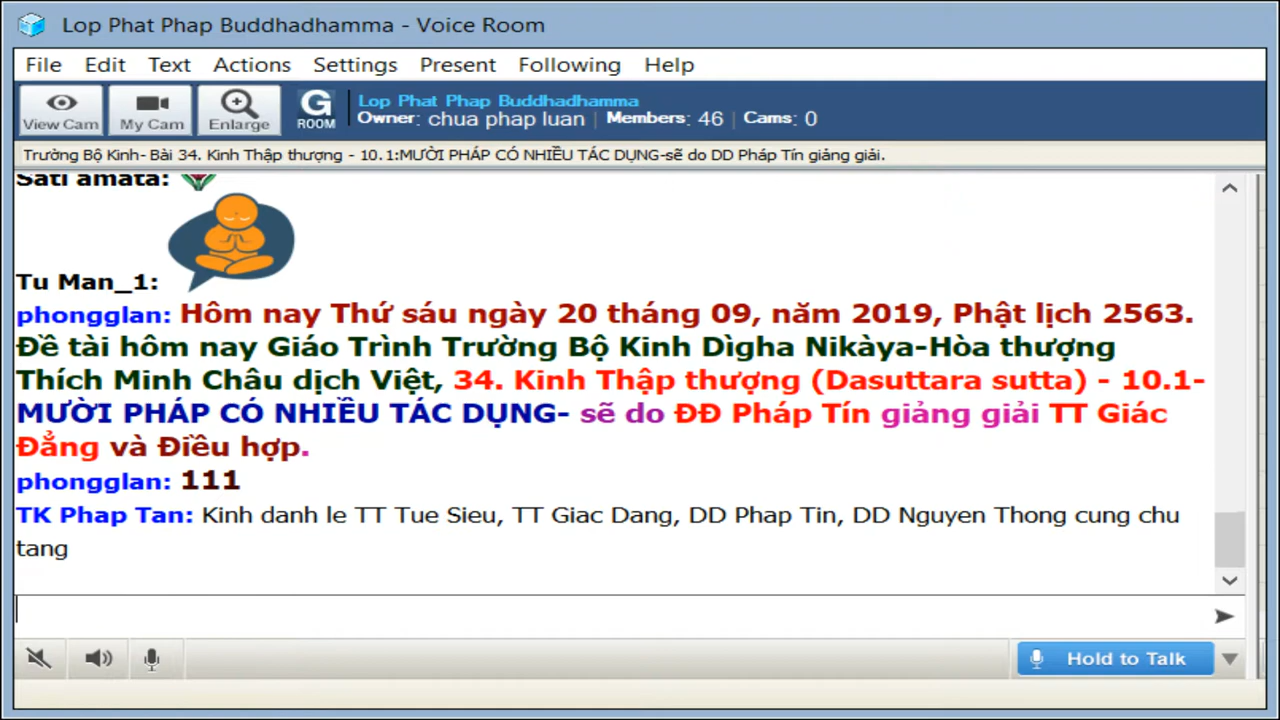 Lop Phat Phap Buddhadhamma - Voice Room
File Edit Text Actions Settings Present Following Help
View Cam My Cam Enlarge G ROOM Lop Phat Phap Buddhadhamma
Owner: chua phap luan | Members: 46 | Cams: 0
Trường Bộ Kinh- Bài 34. Kinh Thập thượng - 10.1:MƯỜI PHÁP CÓ NHIỀU TÁC DỤNG-sẽ do DD Pháp Tín giảng giải.
Sati amata:
Tu Man_1:
phongglan: Hôm nay Thứ sáu ngày 20 tháng 09, năm 2019, Phật lịch 2563.
Đề tài hôm nay Giáo Trình Trường Bộ Kinh Dìgha Nikàya-Hòa thượng
Thích Minh Châu dịch Việt, 34. Kinh Thập thượng (Dasuttara sutta) - 10.1-
MƯỜI PHÁP CÓ NHIỀU TÁC DỤNG- sẽ do ĐĐ Pháp Tín giảng giải TT Giác
Đẳng và Điều hợp.
phongglan: 111
TK Phap Tan: Kinh danh le TT Tue Sieu, TT Giac Dang, DD Phap Tin, DD Nguyen Thong cung chu
tang
Hold to Talk